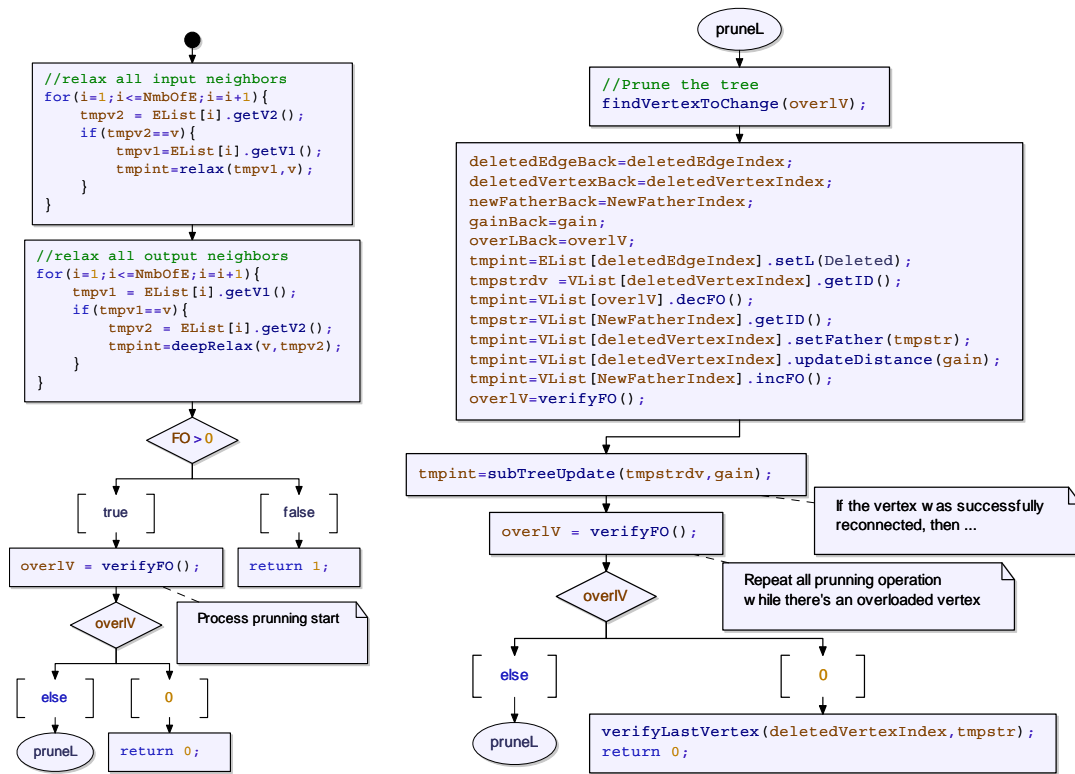 //relax all input neighbors
for(i=1;i<=NmbOfE;i=i+1){
tmpv2 = EList[i].getV2();
if(tmpv2==v){
tmpv1=EList[i].getV1();
tmpint=relax(tmpv1,v);
}
}
//relax all output neighbors
for(i=1;i<=NmbOfE;i=i+1){
tmpv1 = EList[i].getV1();
if(tmpv1==v){
tmpv2 = EList[i].getV2();
tmpint=deepRelax(v,tmpv2);
}
}
FO > 0
true
false
overlV = verifyFO();
return 1;
Process prunning start
overlV
else
0
pruneL
return 0;
pruneL
//Prune the tree
findVertexToChange(overlV);
deletedEdgeBack=deletedEdgeIndex;
deletedVertexBack=deletedVertexIndex;
newFatherBack=NewFatherIndex;
gainBack=gain;
overLBack=overlV;
tmpint=EList[deletedEdgeIndex].setL(Deleted);
tmpstrdv =VList[deletedVertexIndex].getID();
tmpint=VList[overlV].decFO();
tmpstr=VList[NewFatherIndex].getID();
tmpint=VList[deletedVertexIndex].setFather(tmpstr);
tmpint=VList[deletedVertexIndex].updateDistance(gain);
tmpint=VList[NewFatherIndex].incFO();
overlV=verifyFO();
tmpint=subTreeUpdate(tmpstrdv,gain);
If the vertex was successfully
reconnected, then ...
overlV = verifyFO();
Repeat all prunning operation
while there's an overloaded vertex
overlV
else
0
pruneL
verifyLastVertex(deletedVertexIndex,tmpstr);
return 0;